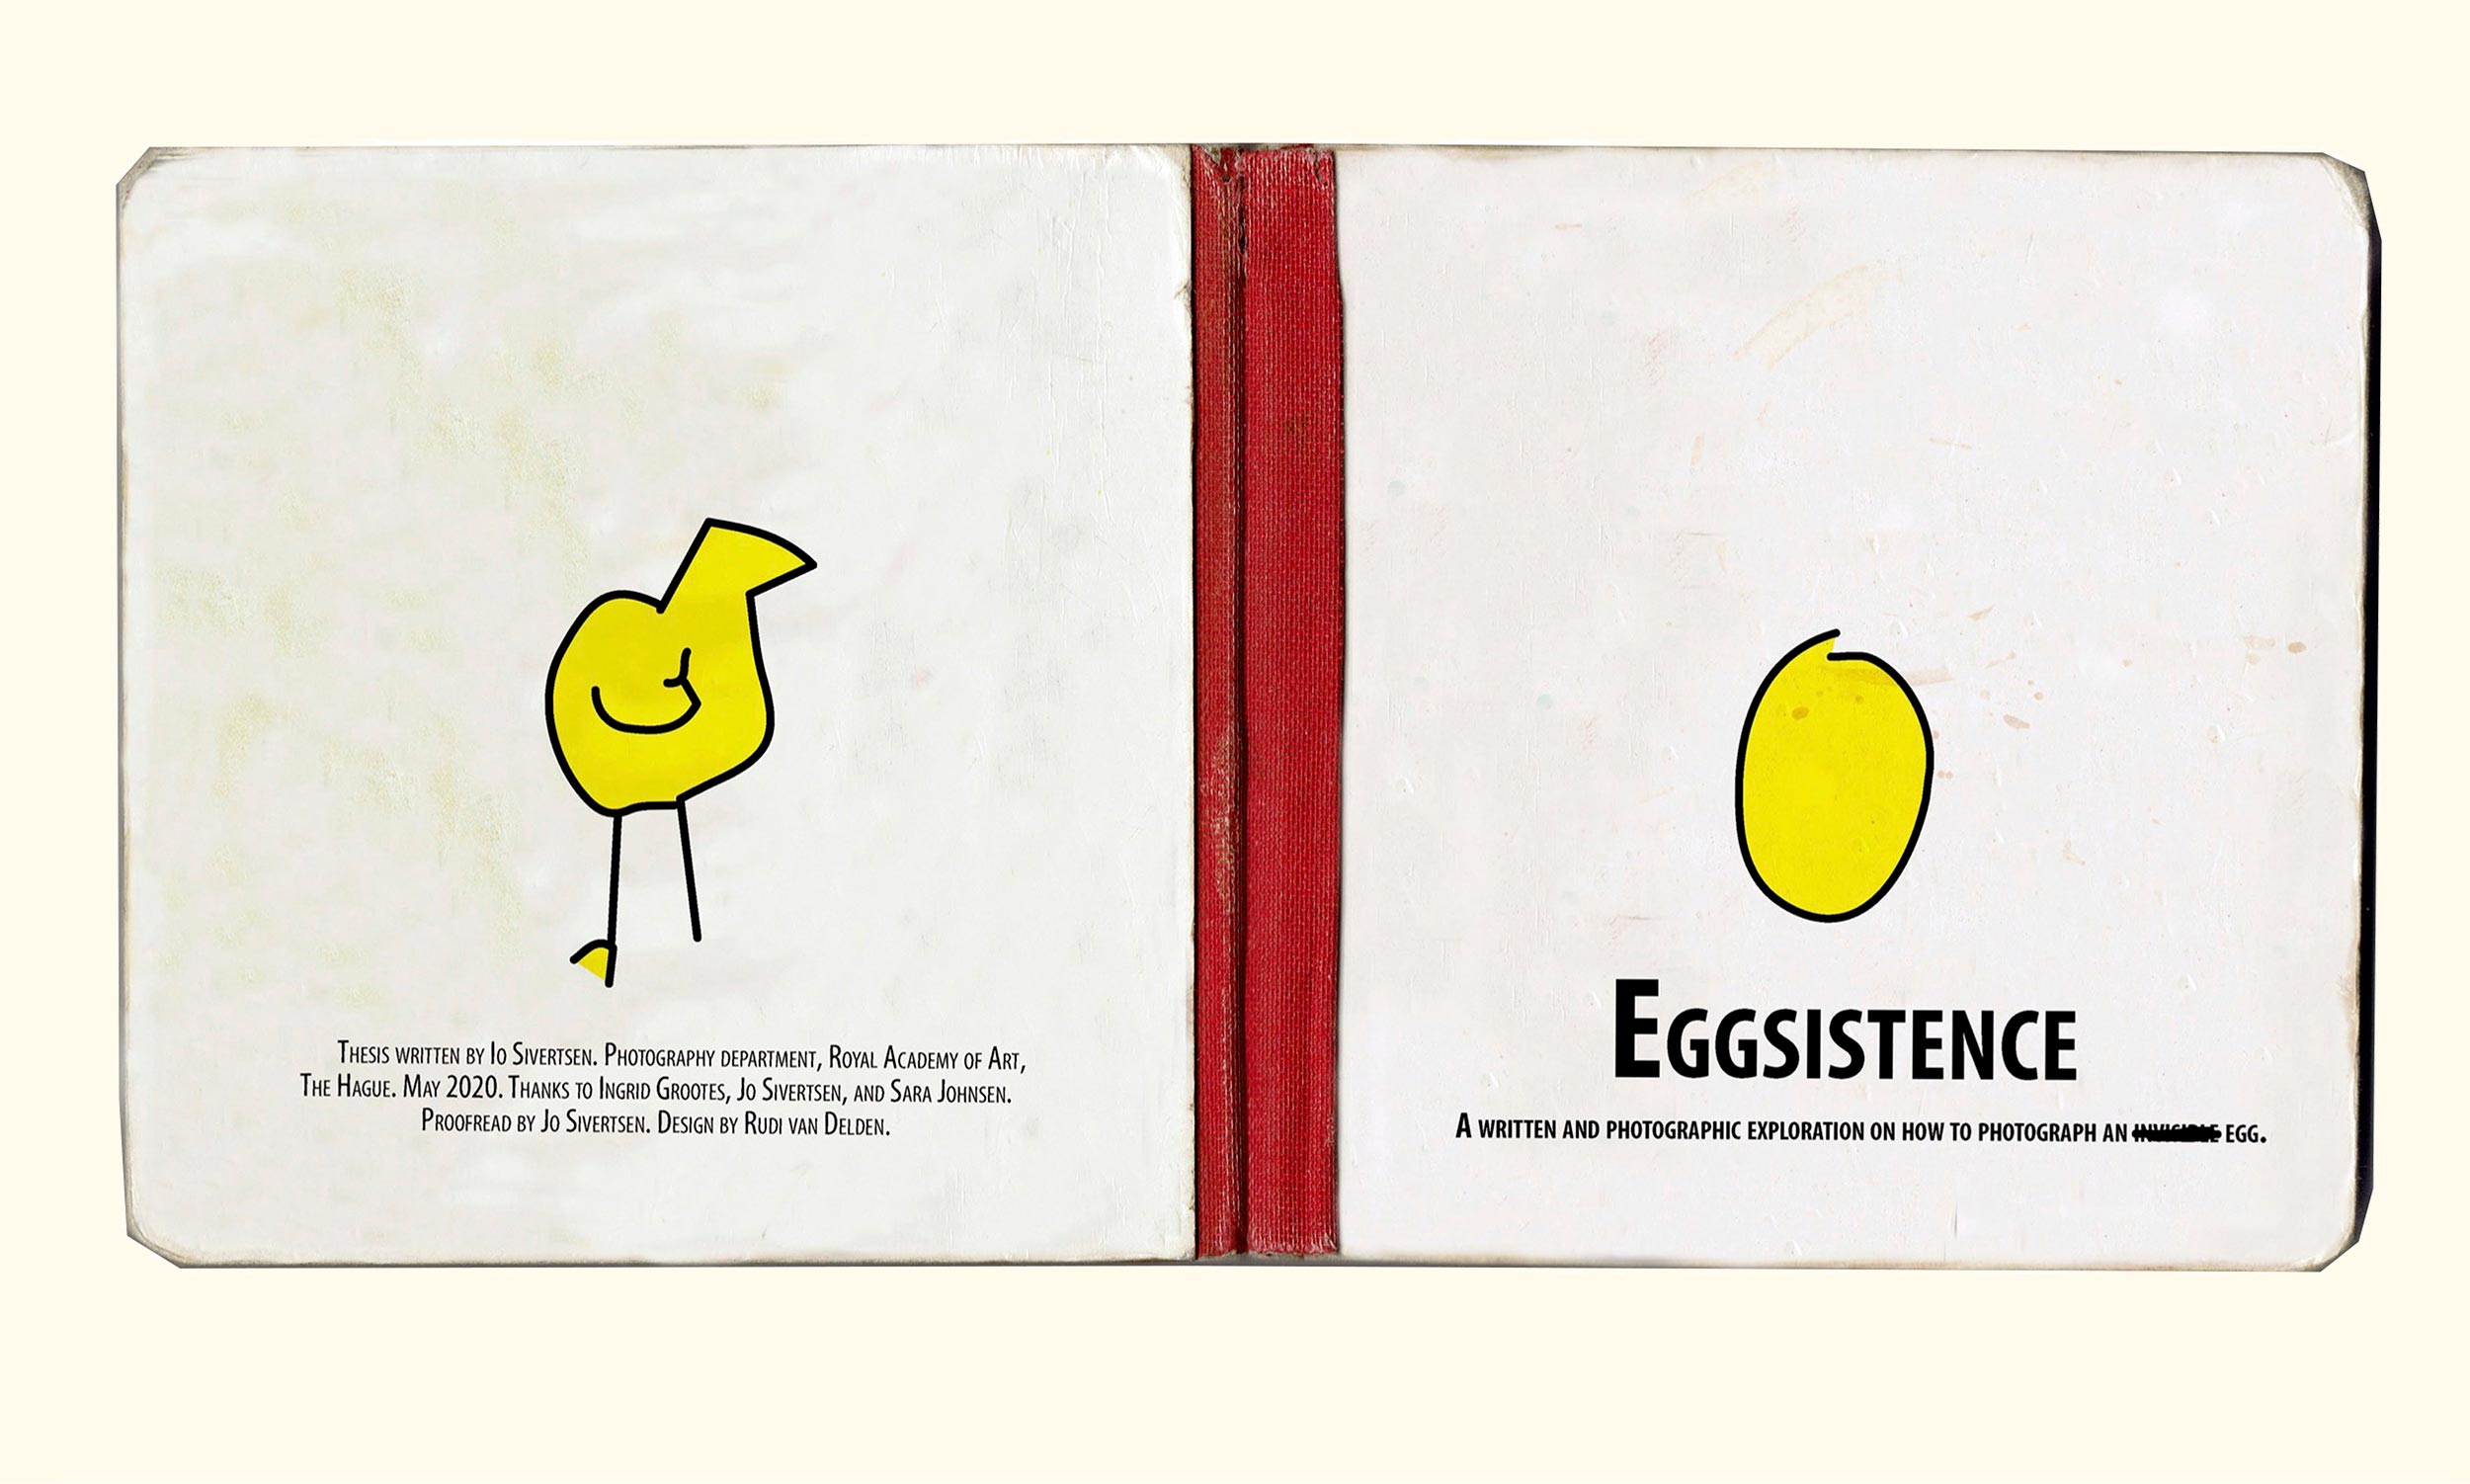 Thesis written by Io Sivertsen. Photography department, Royal Academy of Art,
The Hague. May 2020. Thanks to Ingrid Grootes, Jo Sivertsen, and Sara Johnsen.
Proofread by Jo Sivertsen. Design by Rudi van Delden.
Eggsistence
A written and photographic exploration on how to photograph an invisible egg.